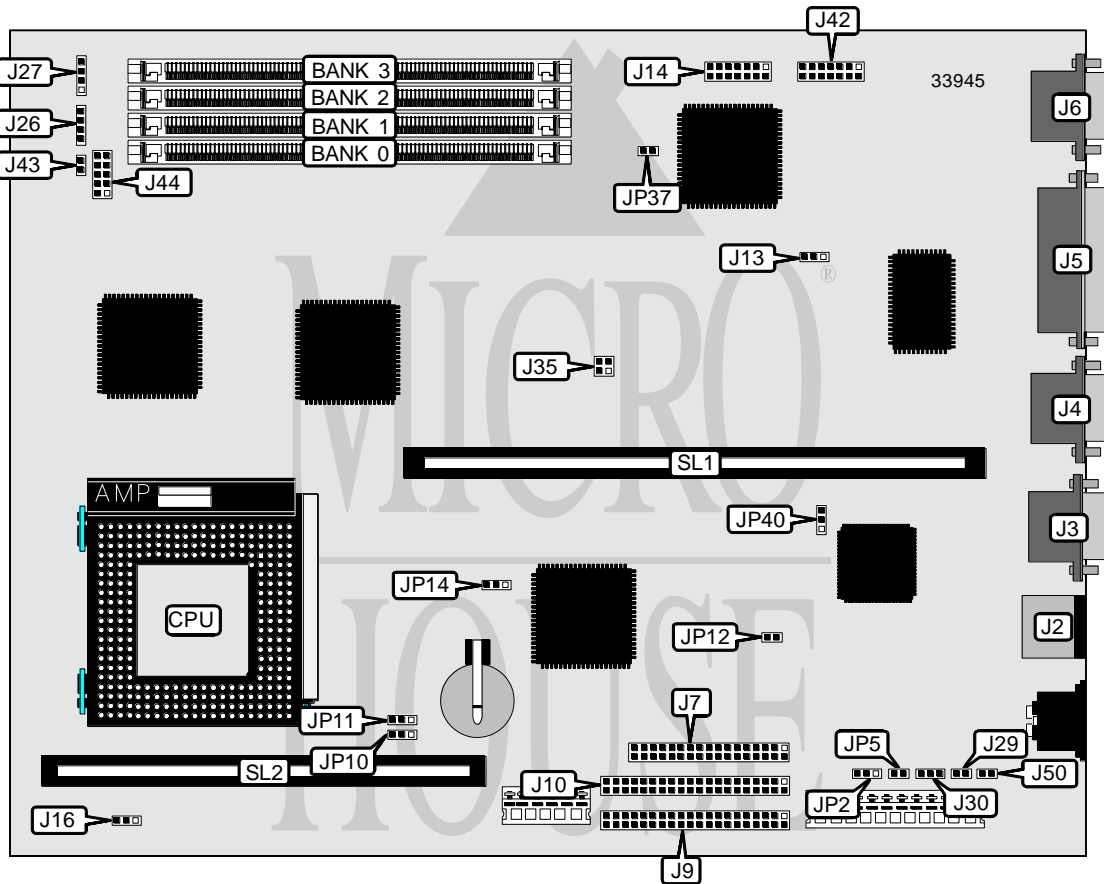 J42
J27
BANK 3
J14
33945
BANK 2
J6
J26
BANK 1
J43
BANK 0
J44
JP37
J13
®
J5
MICRO
J35
J4
SL1
AMP
JP40
J3
JP14
HOUSE
CPU
J2
JP12
J7
JP11
JP5
J29
JP10
SL2
J10
J50
JP2
J30
J16
J9